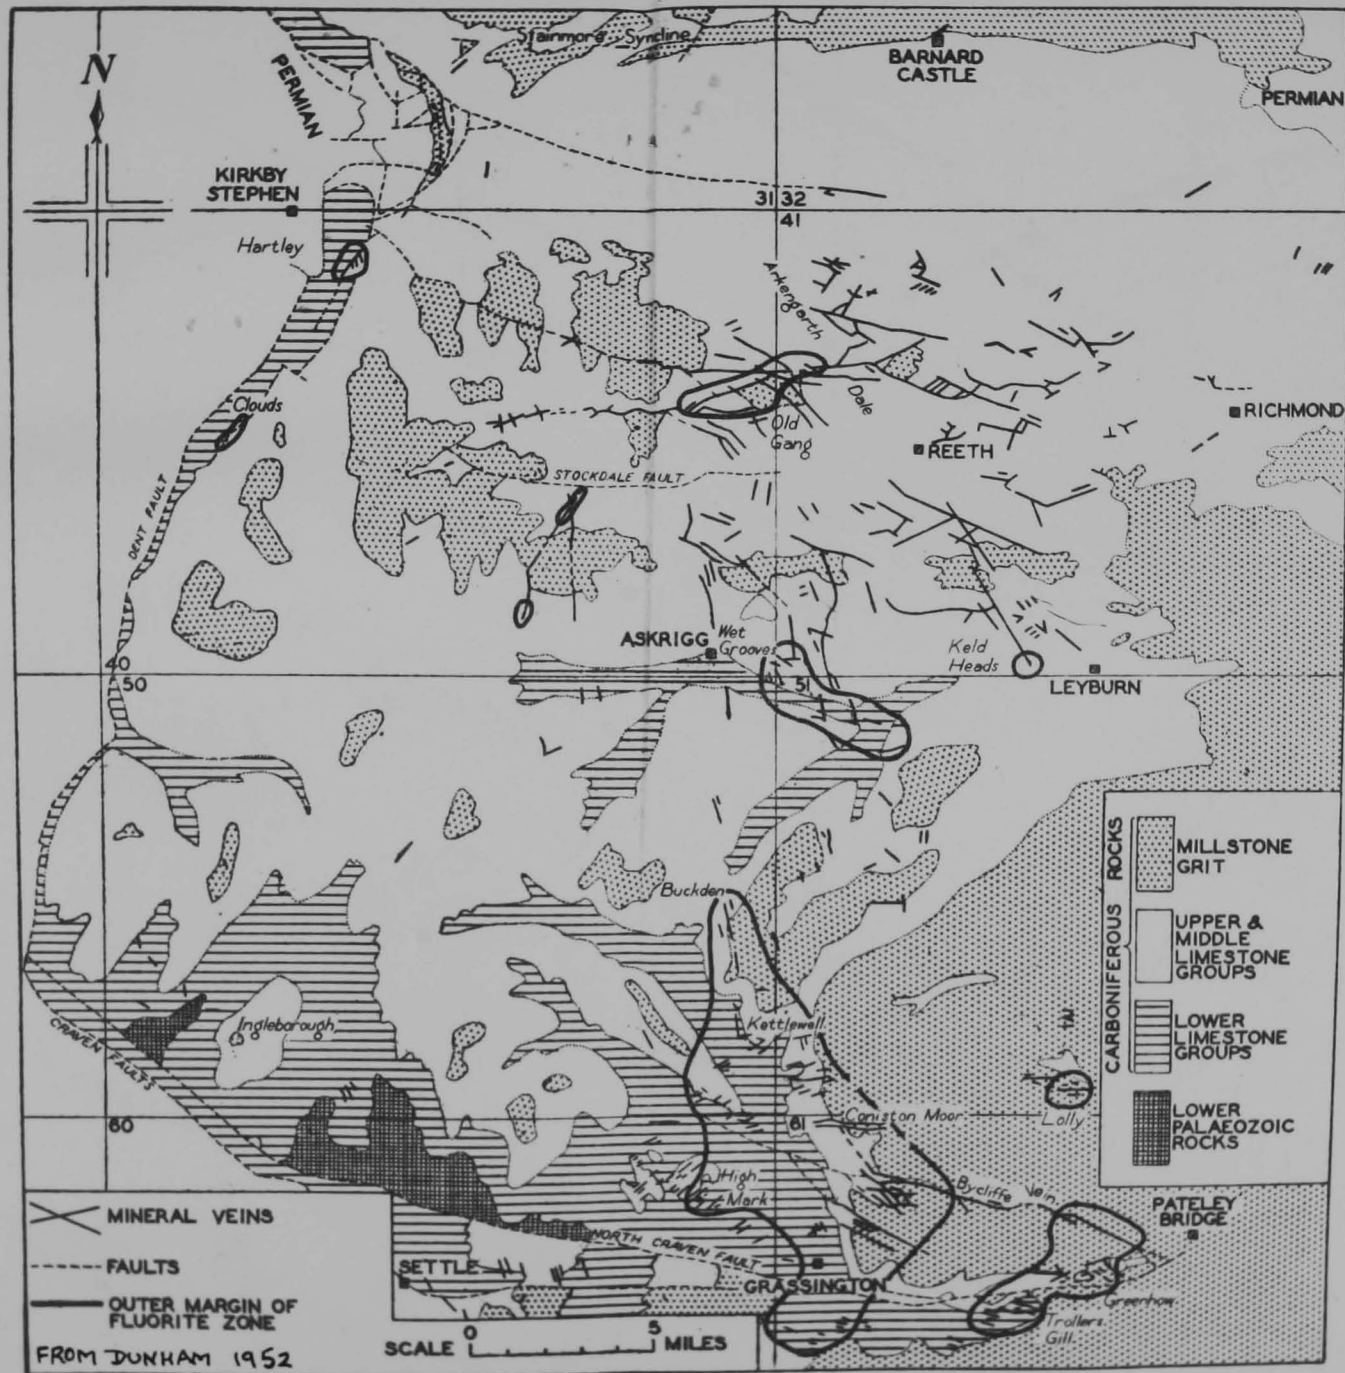 Stainmore Syncline
BARNARD
CASTLE
PERMIAN
PERMIAN
N
KIRKBY
STEPHEN
31 32
41
Hartley
Arkengarth
Dale
Clouds
Old
Gang
RICHMOND
REETH
STOCKDALE FAULT
DENT FAULT
ASKRIGG
Wet
Grooves
Keld
Heads
LEYBURN
40
50
51
Buckden
Ingleborough
Kettlewell
CRAVEN FAULTS
60
61
Coniston Moor
Lolly
High
Mark
Bycliffe Vein
PATELEY
BRIDGE
NORTH CRAVEN FAULT
SETTLE
GRASSINGTON
Greenhow
Trollers
Gill.
CARBONIFEROUS ROCKS
MILLSTONE
GRIT
UPPER &
MIDDLE
LIMESTONE
GROUPS
LOWER
LIMESTONE
GROUPS
LOWER
PALAEOZOIC
ROCKS
MINERAL VEINS
FAULTS
OUTER MARGIN OF
FLUORITE ZONE
FROM DUNHAM 1952
SCALE 0 5 MILES